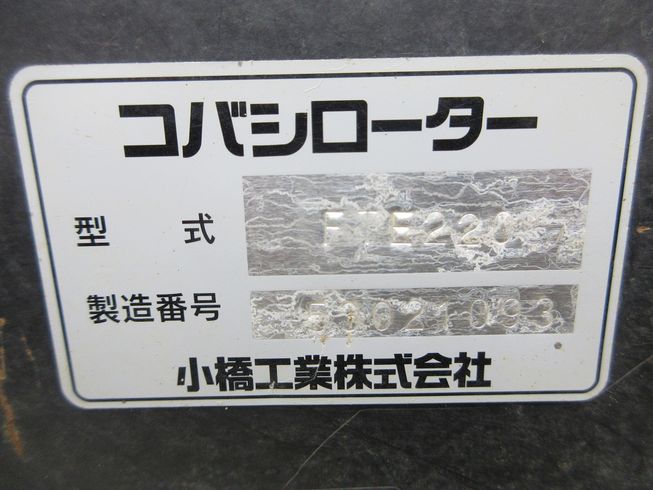 コバシローター
型式
製造番号
小橋工業株式会社